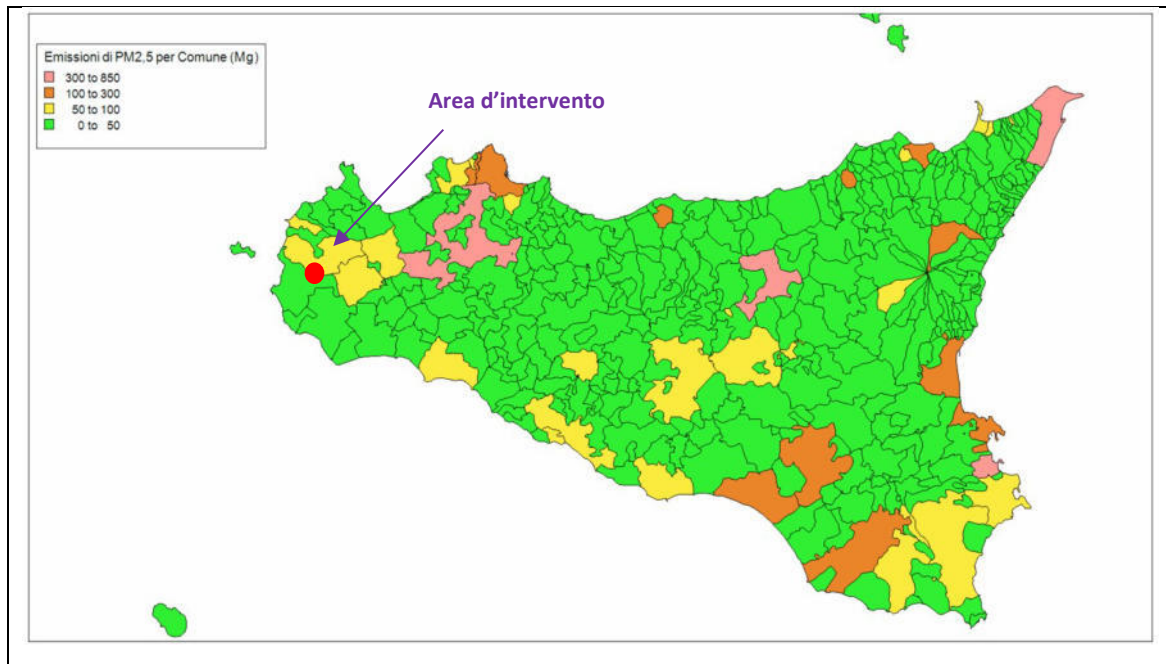 Emissioni di PM2,5 per Comune (Mg)
300 to 850
100 to 300
50 to 100
0 to 50
Area d'intervento